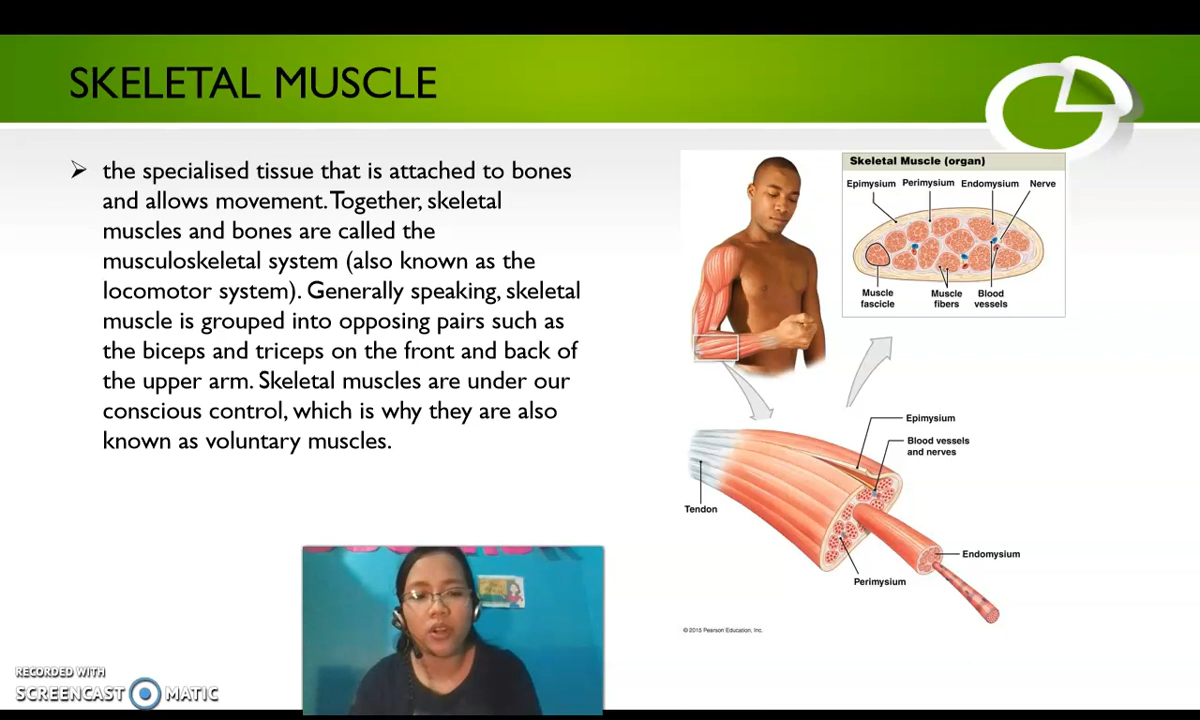 SKELETAL MUSCLE
➢ the specialised tissue that is attached to bones
and allows movement. Together, skeletal
muscles and bones are called the
musculoskeletal system (also known as the
locomotor system). Generally speaking, skeletal
muscle is grouped into opposing pairs such as
the biceps and triceps on the front and back of
the upper arm. Skeletal muscles are under our
conscious control, which is why they are also
known as voluntary muscles.
Skeletal Muscle (organ)
Epimysium Perimysium Endomysium Nerve
Muscle
fascicle
Muscle
fibers
Blood
vessels
Epimysium
Blood vessels
and nerves
Tendon
Endomysium
Perimysium
© 2015 Pearson Education, Inc.
RECORDED WITH
SCREENCAST MATIC